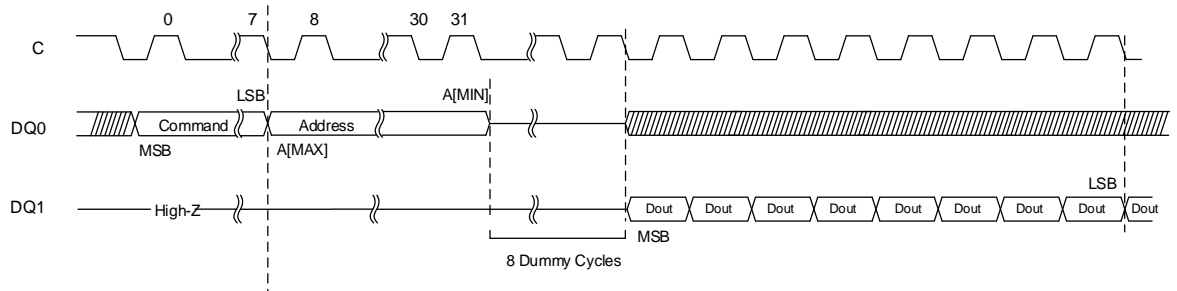 0 7 8 30 31
C
LSB A[MIN]
DQ0 Command Address
MSB A[MAX]
LSB
DQ1 High-Z Dout Dout Dout Dout Dout Dout Dout Dout Dout
MSB
8 Dummy Cycles